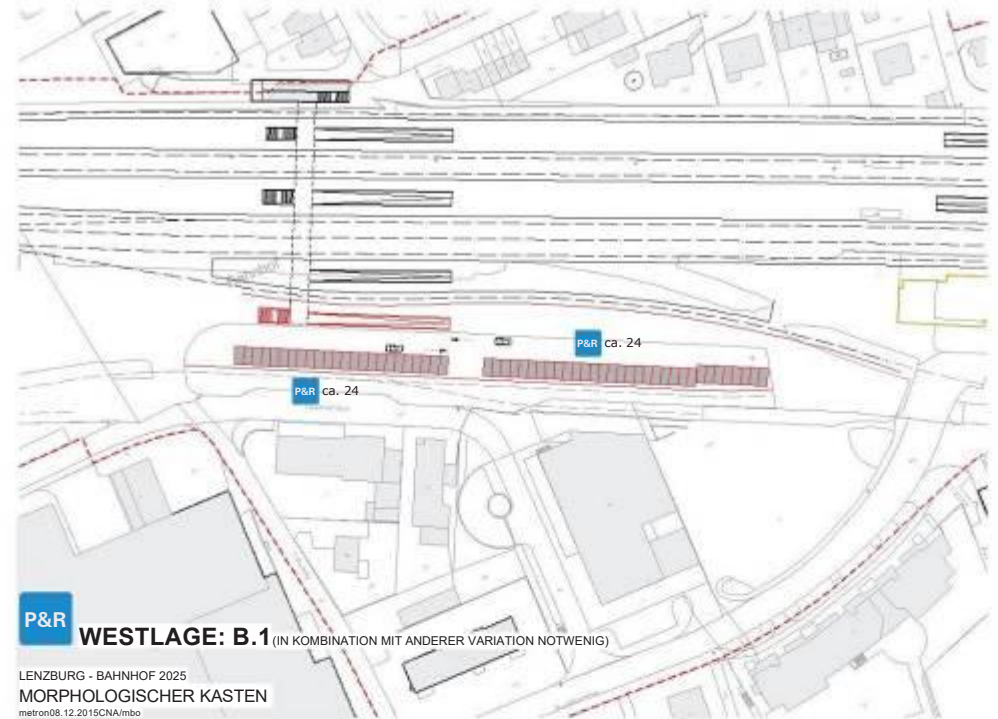 Bahnhof
P&R ca. 24
P&R ca. 24
P&R WESTLAGE: B.1 (IN KOMBINATION MIT ANDERER VARIATION NOTWENIG)
LENZBURG - BAHNHOF 2025
MORPHOLOGISCHER KASTEN
metron08.12.2015CNA/mbo